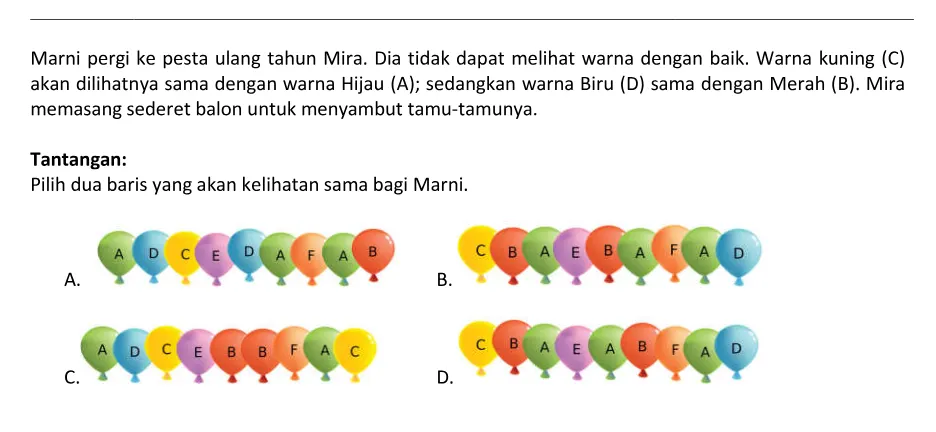 Marni pergi ke pesta ulang tahun Mira. Dia tidak dapat melihat warna dengan baik. Warna kuning (C)
akan dilihatnya sama dengan warna Hijau (A); sedangkan warna Biru (D) sama dengan Merah (B). Mira
memasang sederet balon untuk menyambut tamu-tamunya.
Tantangan:
Pilih dua baris yang akan kelihatan sama bagi Marni.
A. A D C E D A F A B
B. C B A E B A F A D
C. A D C E B B F A C
D. C B A E A B F A D